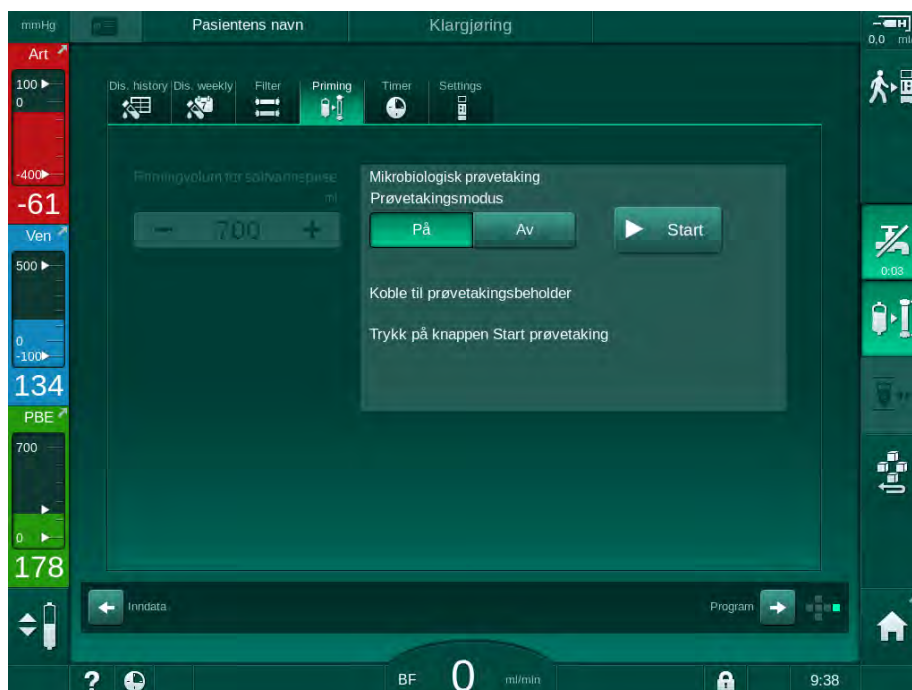 mmHg
Pasientens navn
Klargjøring
0,0 ml
Art
100
0
-400
-61
Ven
500
0
-100
134
PBE
700
0
178
Dis. history
Dis. weekly
Filter
Priming
Timer
Settings
ml
700
Mikrobiologisk prøvetaking
Prøvetakingsmodus
På
Av
Start
Koble til prøvetakingsbeholder
Trykk på knappen Start prøvetaking
0:03
Inndata
Program
?
BF 0 ml/min
9:38